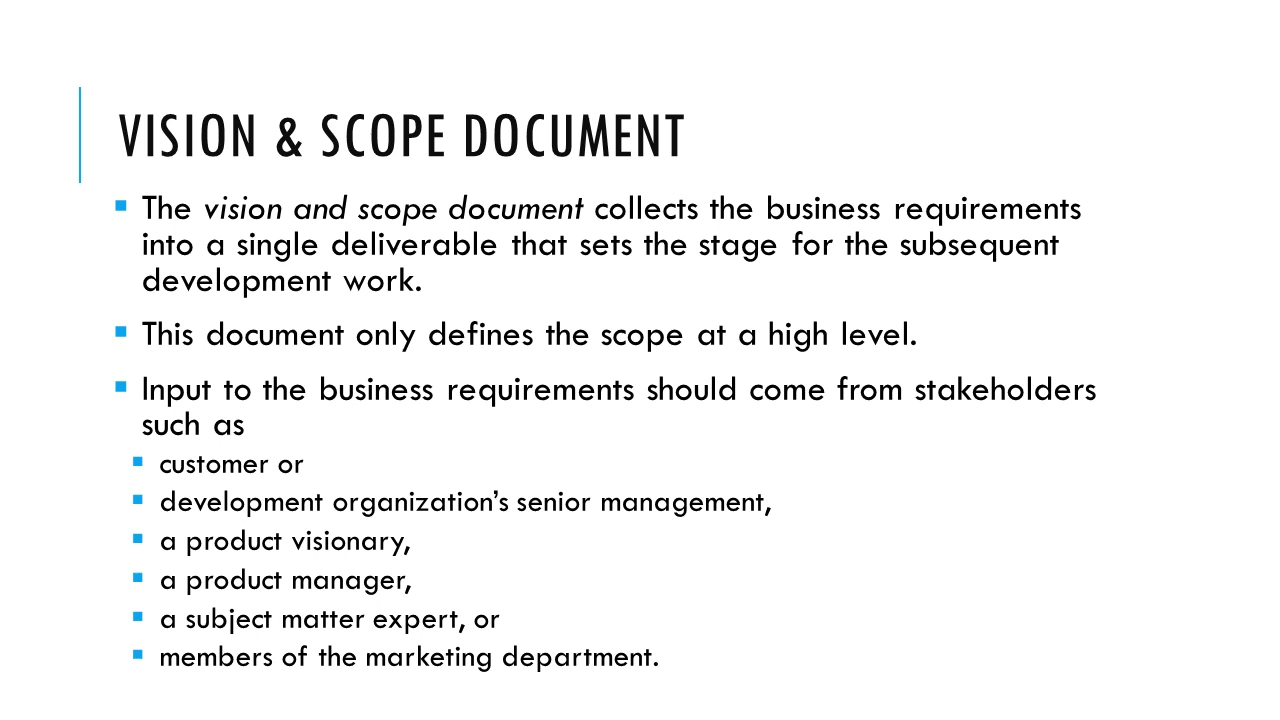 VISION & SCOPE DOCUMENT
▪ The vision and scope document collects the business requirements
into a single deliverable that sets the stage for the subsequent
development work.
▪ This document only defines the scope at a high level.
▪ Input to the business requirements should come from stakeholders
such as
▪ customer or
▪ development organization’s senior management,
▪ a product visionary,
▪ a product manager,
▪ a subject matter expert, or
▪ members of the marketing department.